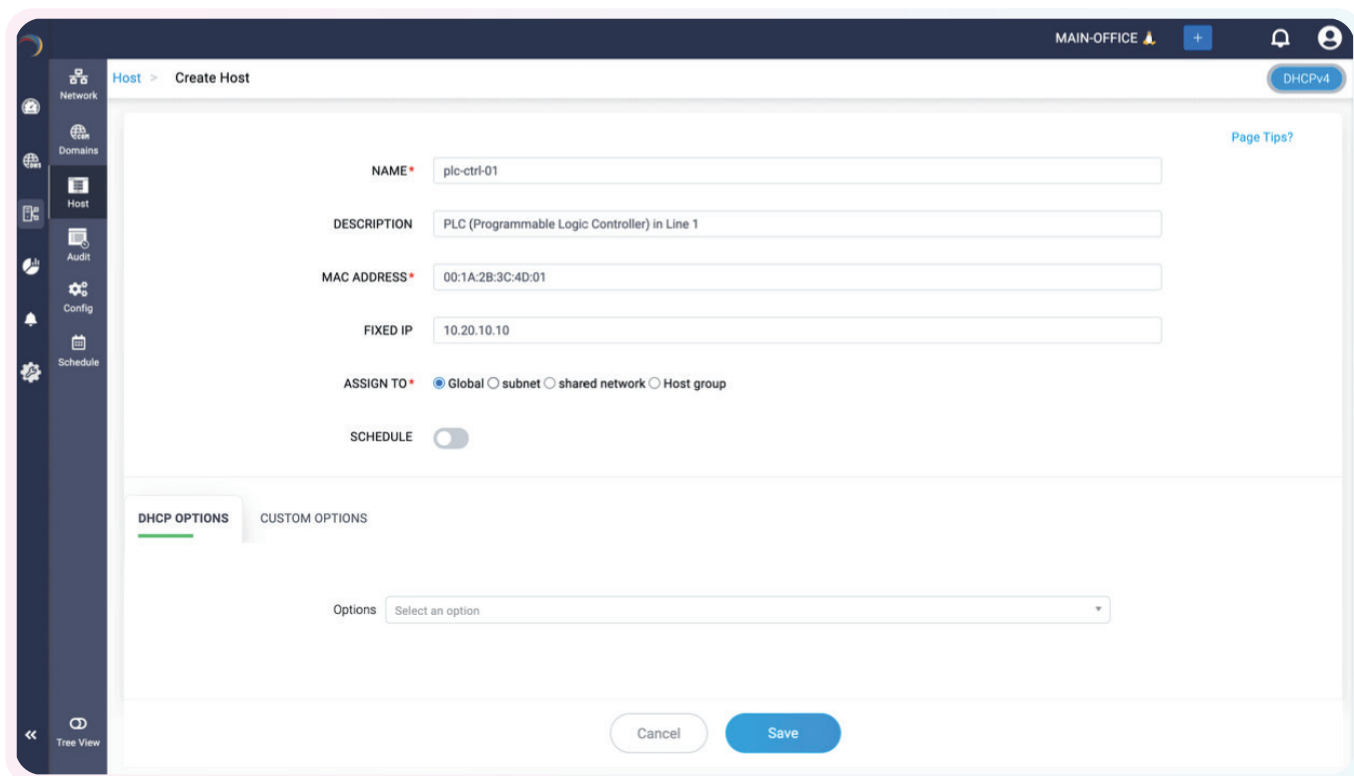 MAIN-OFFICE
+
Network
Domains
Host
Audit
Config
Schedule
Tree View
Host > Create Host
DHCPv4
Page Tips?
NAME* plc-ctrl-01
DESCRIPTION PLC (Programmable Logic Controller) in Line 1
MAC ADDRESS* 00:1A:2B:3C:4D:01
FIXED IP 10.20.10.10
ASSIGN TO* Global subnet shared network Host group
SCHEDULE
DHCP OPTIONS CUSTOM OPTIONS
Options Select an option
Cancel Save